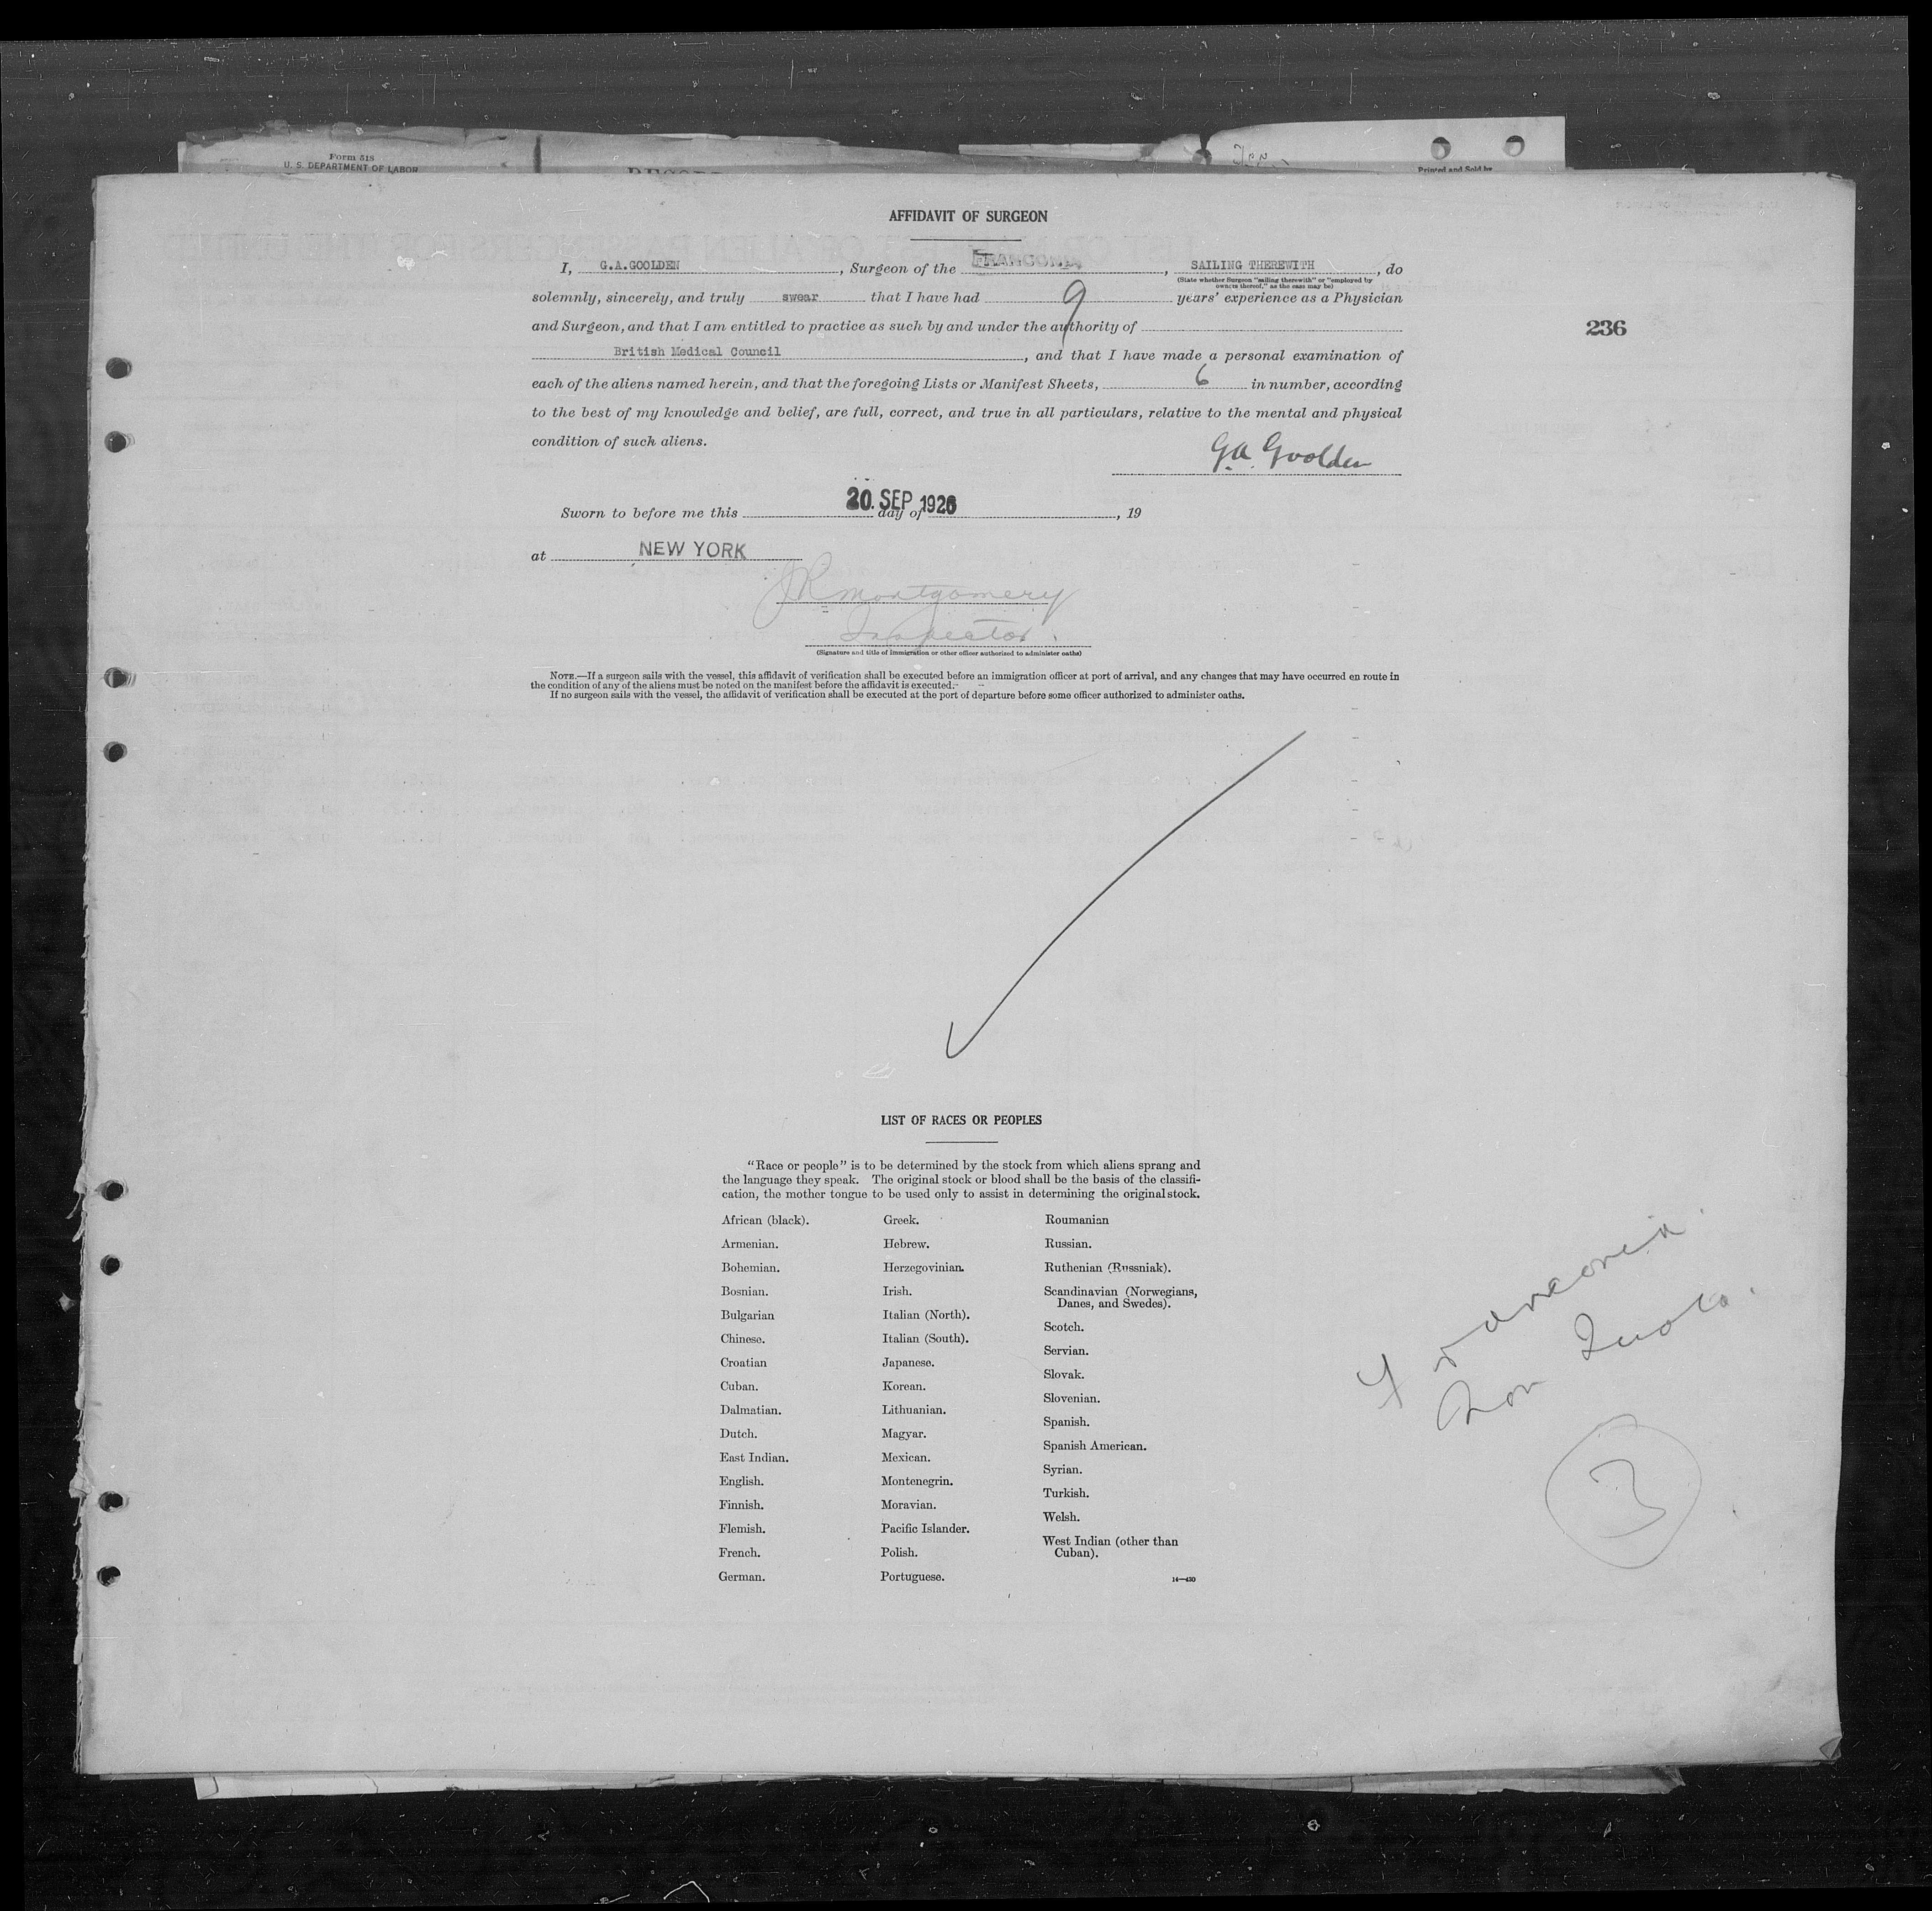 Form 518
U. S. DEPARTMENT OF LABOR
Printed and Sold by
AFFIDAVIT OF SURGEON
I, G.A.GOOLDEN, Surgeon of the FRANCONIA, SAILING THEREWITH, do
(State whether Surgeon "sailing therewith" or "employed by
owners thereof," as the case may be)
solemnly, sincerely, and truly swear that I have had 9 years' experience as a Physician
and Surgeon, and that I am entitled to practice as such by and under the authority of
236
British Medical Council, and that I have made a personal examination of
each of the aliens named herein, and that the foregoing Lists or Manifest Sheets, 6 in number, according
to the best of my knowledge and belief, are full, correct, and true in all particulars, relative to the mental and physical
condition of such aliens.
G.A. Goolden
Sworn to before me this 20. SEP 1926 day of , 19
at NEW YORK
JR Montgomery
Inspector.
(Signature and title of immigration or other officer authorized to administer oaths)
NOTE.—If a surgeon sails with the vessel, this affidavit of verification shall be executed before an immigration officer at port of arrival, and any changes that may have occurred en route in
the condition of any of the aliens must be noted on the manifest before the affidavit is executed.
If no surgeon sails with the vessel, the affidavit of verification shall be executed at the port of departure before some officer authorized to administer oaths.
LIST OF RACES OR PEOPLES
"Race or people" is to be determined by the stock from which aliens sprang and
the language they speak. The original stock or blood shall be the basis of the classifi-
cation, the mother tongue to be used only to assist in determining the original stock.
African (black).
Armenian.
Bohemian.
Bosnian.
Bulgarian
Chinese.
Croatian
Cuban.
Dalmatian.
Dutch.
East Indian.
English.
Finnish.
Flemish.
French.
German.
Greek.
Hebrew.
Herzegovinian.
Irish.
Italian (North).
Italian (South).
Japanese.
Korean.
Lithuanian.
Magyar.
Mexican.
Montenegrin.
Moravian.
Pacific Islander.
Polish.
Portuguese.
Roumanian
Russian.
Ruthenian (Russniak).
Scandinavian (Norwegians,
Danes, and Swedes).
Scotch.
Servian.
Slovak.
Slovenian.
Spanish.
Spanish American.
Syrian.
Turkish.
Welsh.
West Indian (other than
Cuban).
14—430
Franconia
Non Quota.
3